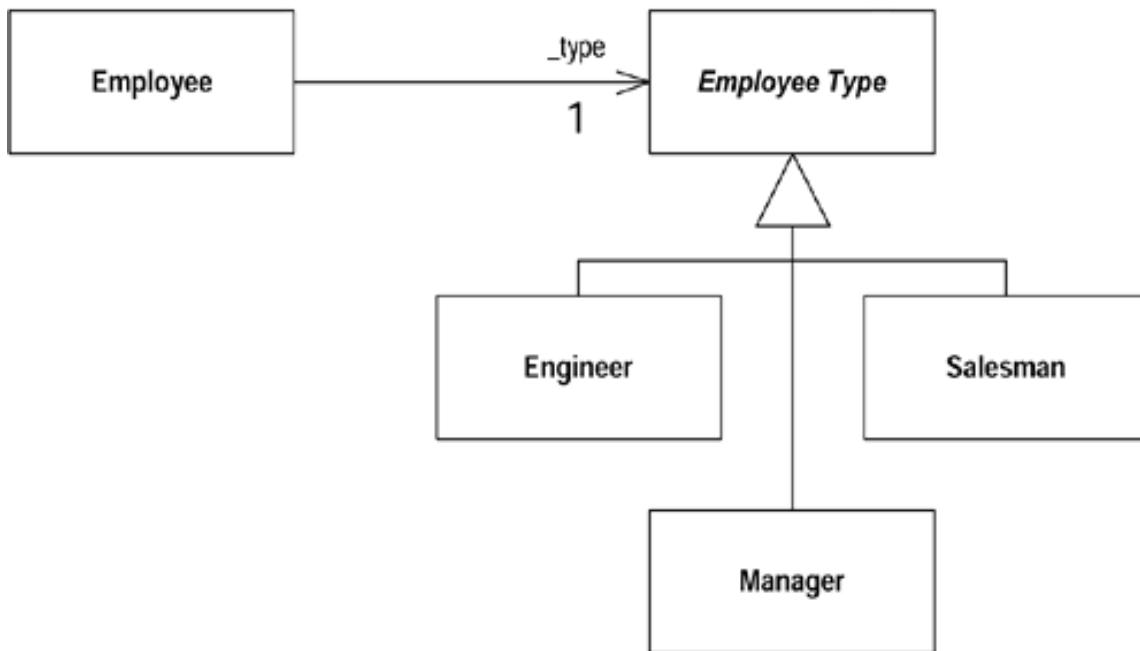 Employee
_type
1
Employee Type
Engineer
Salesman
Manager